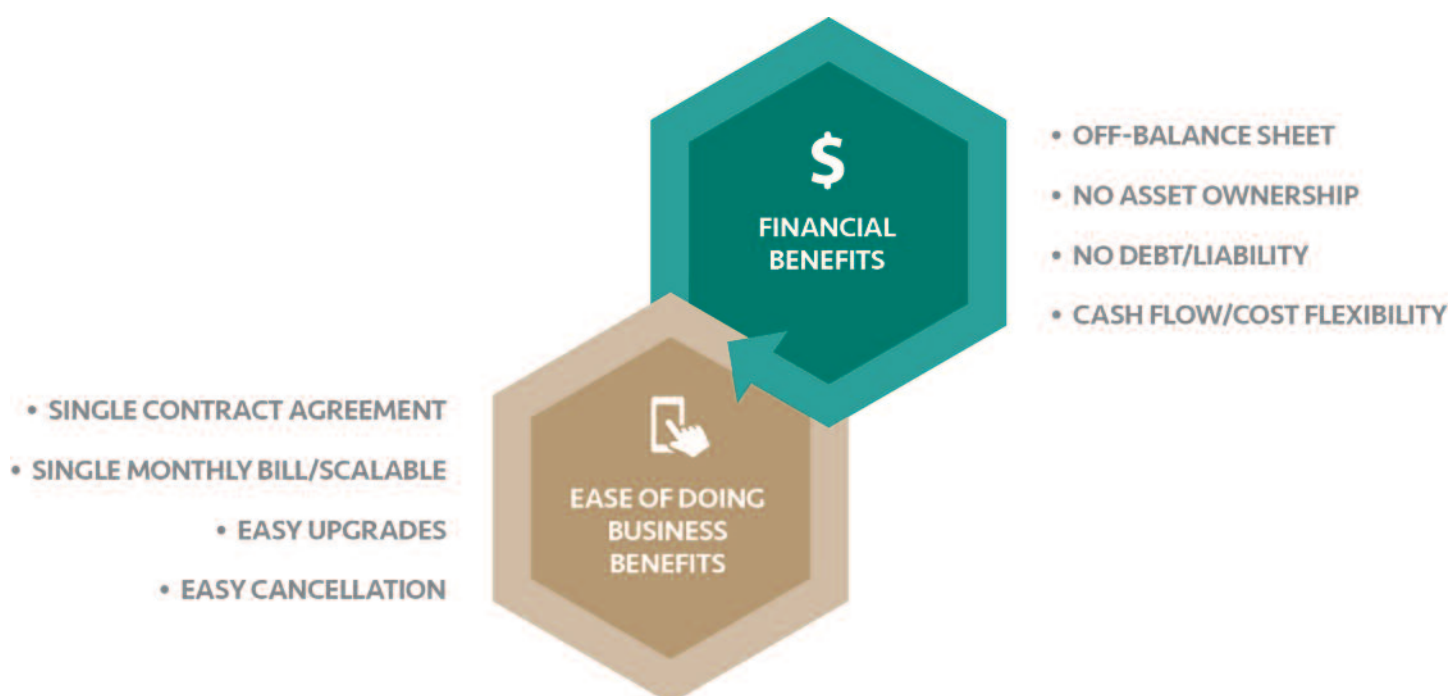 $
FINANCIAL
BENEFITS
• OFF-BALANCE SHEET
• NO ASSET OWNERSHIP
• NO DEBT/LIABILITY
• CASH FLOW/COST FLEXIBILITY
EASE OF DOING
BUSINESS
BENEFITS
• SINGLE CONTRACT AGREEMENT
• SINGLE MONTHLY BILL/SCALABLE
• EASY UPGRADES
• EASY CANCELLATION